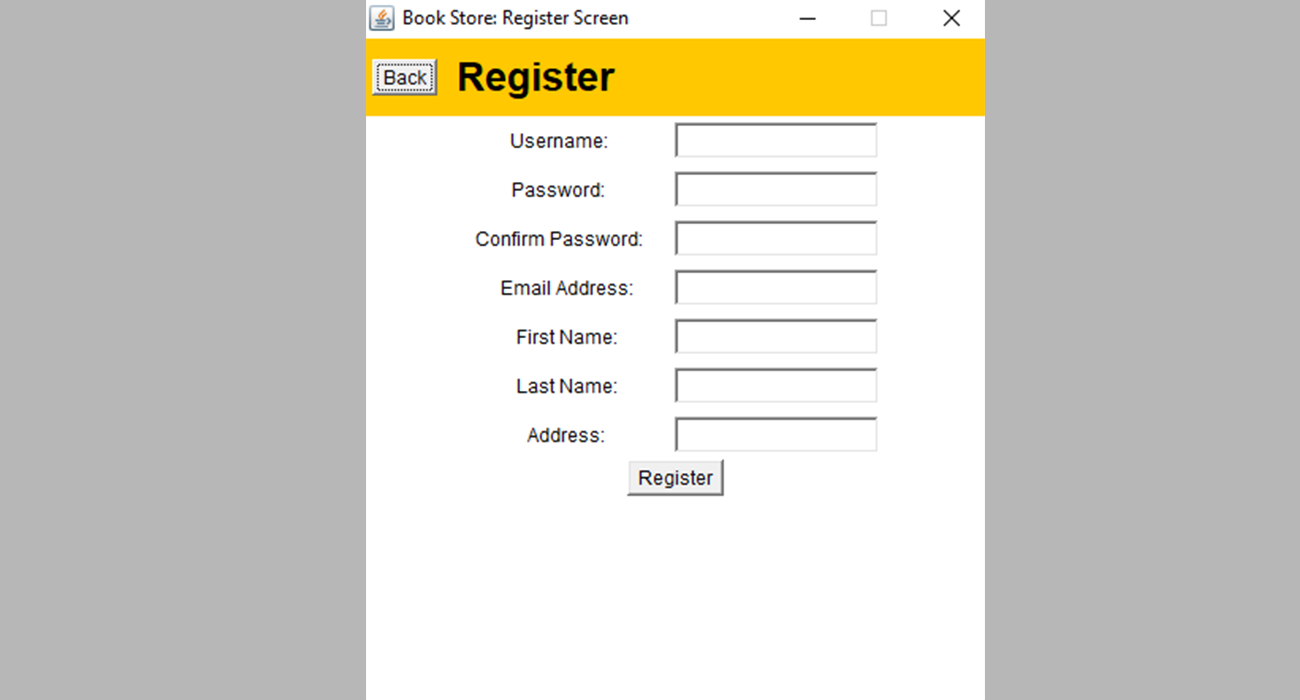 Book Store: Register Screen
Back Register
Username:
Password:
Confirm Password:
Email Address:
First Name:
Last Name:
Address:
Register